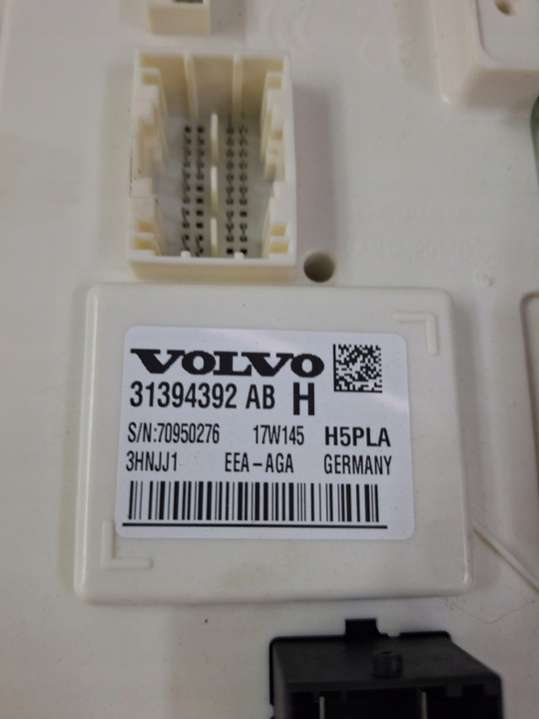 VOLVO
31394392 AB H
S/N:70950276 17W145 H5PLA
3HNJJ1 EEA-AGA GERMANY